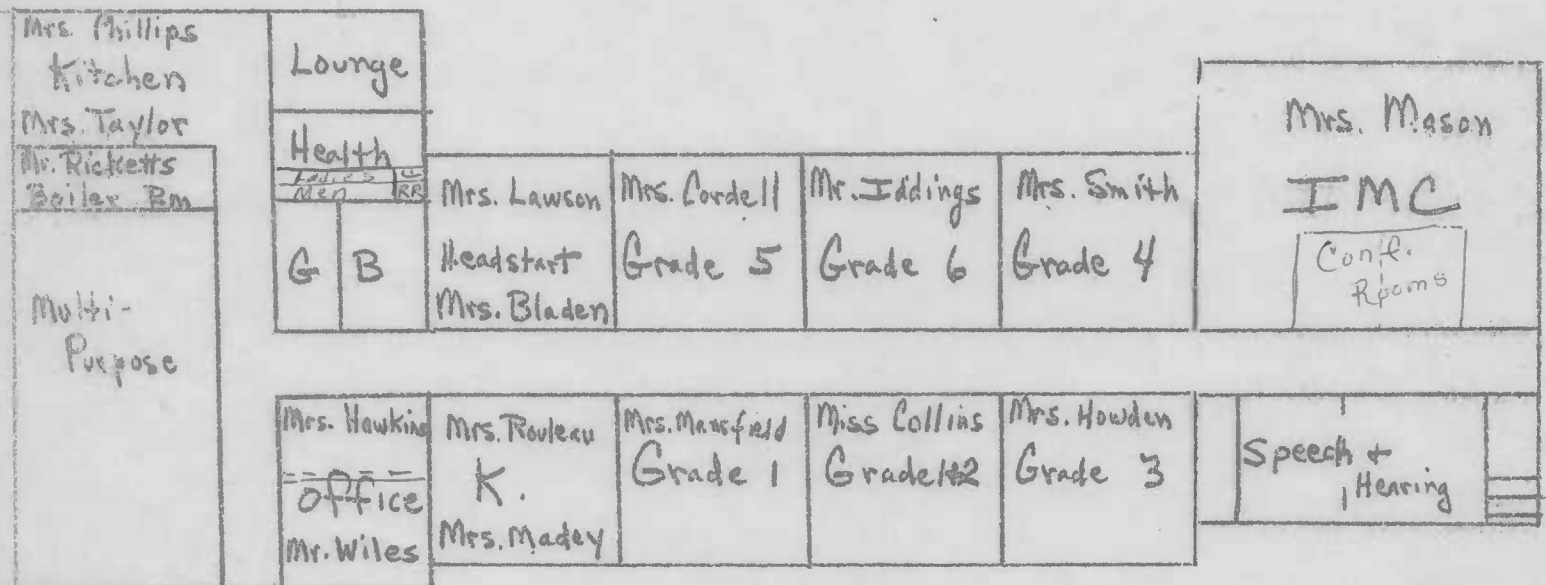 Mrs. Phillips
Kitchen
Mrs. Taylor
Mr. Ricketts
Boiler Rm
Multi-
Purpose
Lounge
Health
Ladies
Men
RR
G
B
Mrs. Lawson
Headstart
Mrs. Bladen
Mrs. Cordell
Grade 5
Mr. Iddings
Grade 6
Mrs. Smith
Grade 4
Mrs. Mason
IMC
Conf.
Rooms
Mrs. Hawkins
Office
Mr. Wiles
Mrs. Rouleau
K.
Mrs. Madey
Mrs. Mansfield
Grade 1
Miss Collins
Grade 1+2
Mrs. Howden
Grade 3
Speech +
Hearing